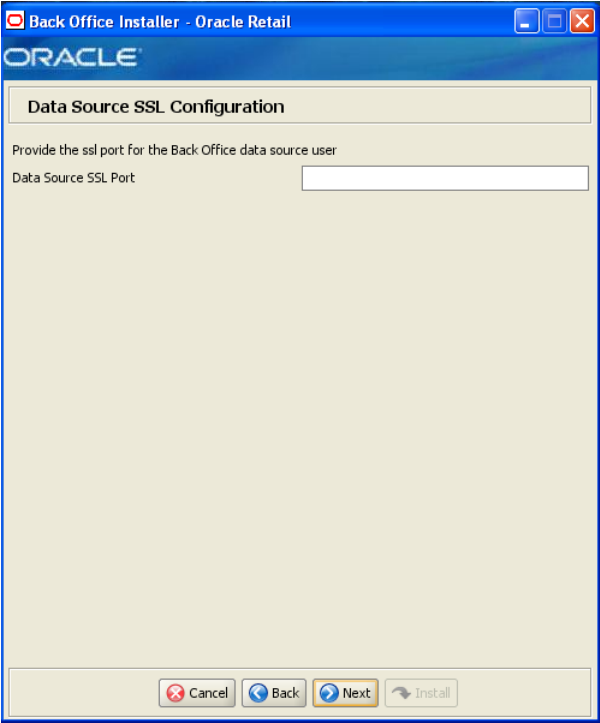 Back Office Installer - Oracle Retail
ORACLE
Data Source SSL Configuration
Provide the ssl port for the Back Office data source user
Data Source SSL Port
Cancel Back Next Install